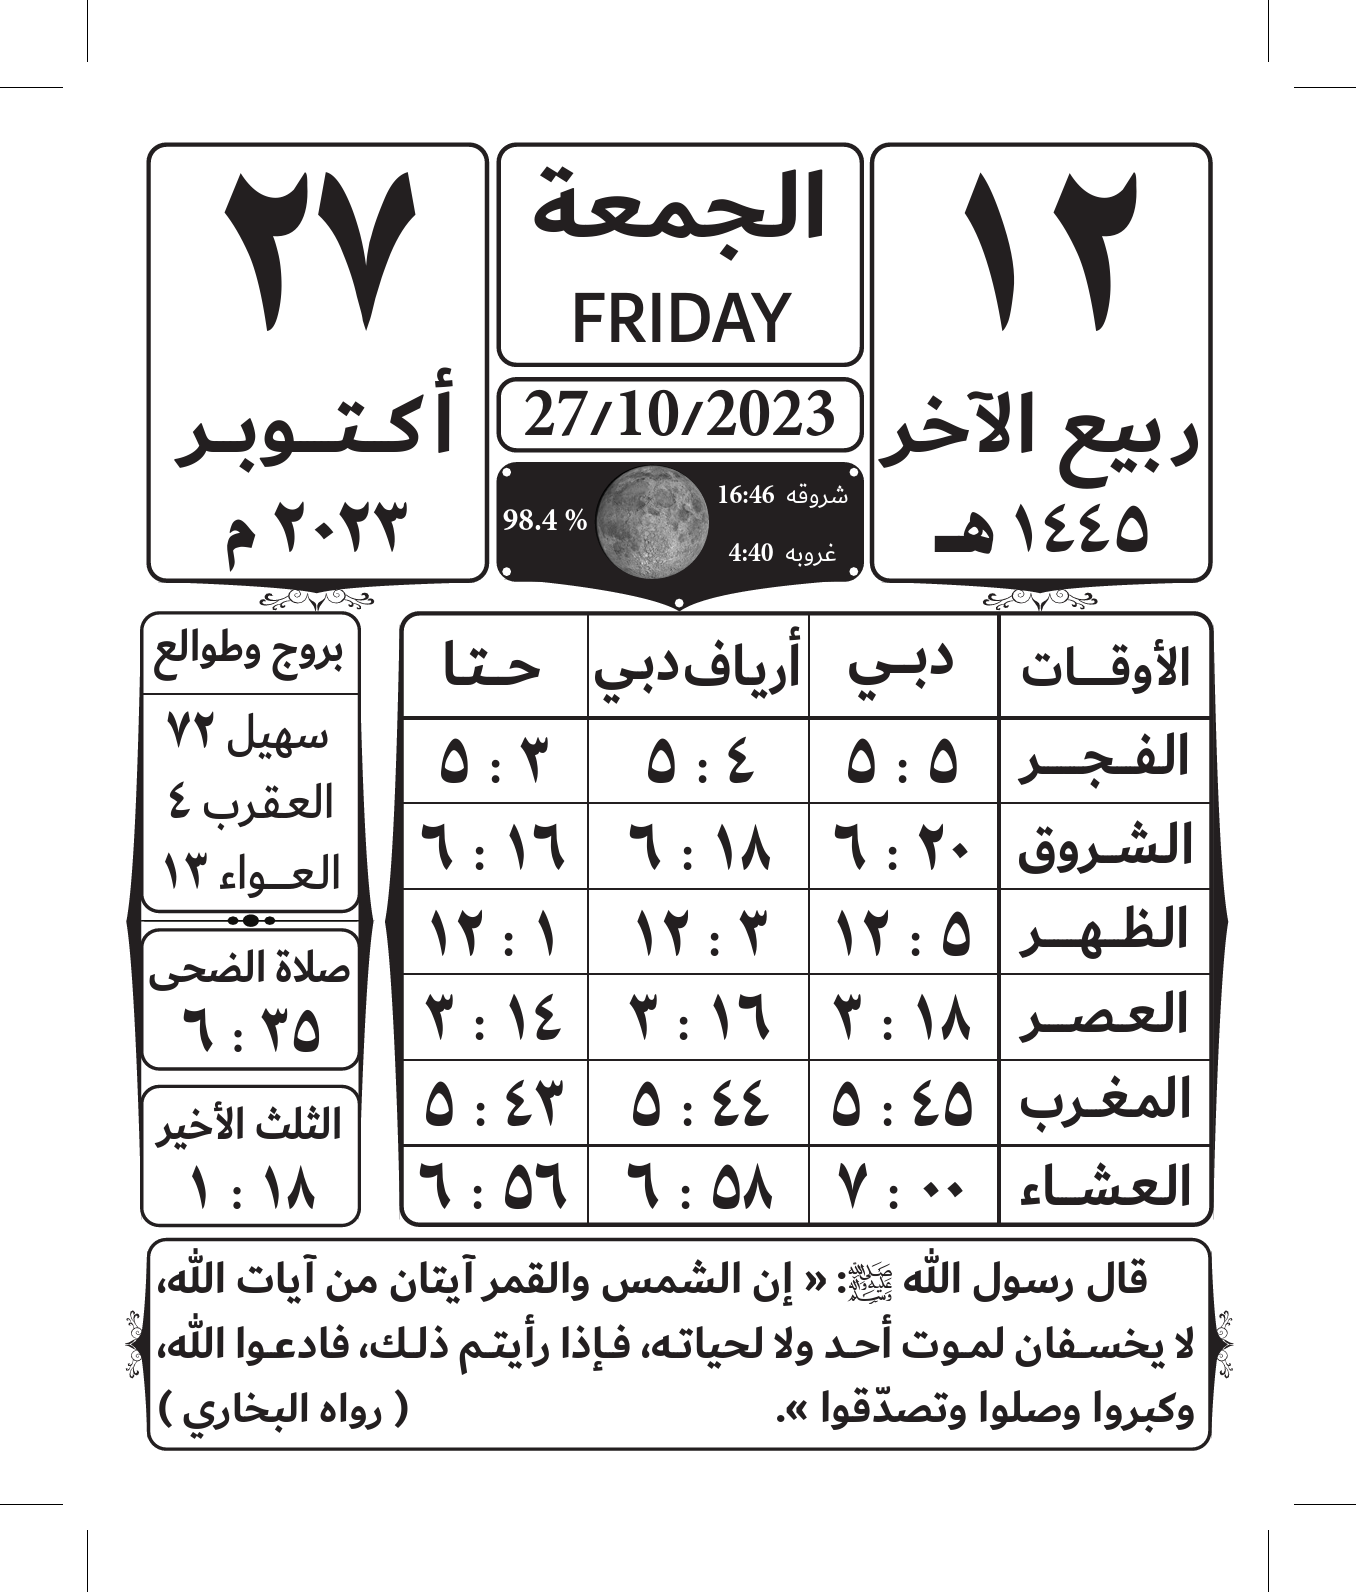 ١٢
ربيع الآخر
١٤٤٥ هـ
الجمعة
FRIDAY
27/10/2023
شروقه 16:46
غروبه 4:40
98.4 %
٢٧
أكتوبر
٢٠٢٣ م
الأوقات دبي أرياف دبي حتا
الفجر ٥ : ٥ ٥ : ٤ ٥ : ٣
الشروق ٦ : ٢٠ ٦ : ١٨ ٦ : ١٦
الظهر ١٢ : ٥ ١٢ : ٣ ١٢ : ١
العصر ٣ : ١٨ ٣ : ١٦ ٣ : ١٤
المغرب ٥ : ٤٥ ٥ : ٤٤ ٥ : ٤٣
العشاء ٧ : ٠٠ ٦ : ٥٨ ٦ : ٥٦
بروج وطوالع
سهيل ٧٢
العقرب ٤
العواء ١٣
صلاة الضحى
٦ : ٣٥
الثلث الأخير
١ : ١٨
قال رسول الله ﷺ: « إن الشمس والقمر آيتان من آيات الله،
لا يخسفان لموت أحد ولا لحياته، فإذا رأيتم ذلك، فادعوا الله،
وكبروا وصلوا وتصدّقوا ». ( رواه البخاري )